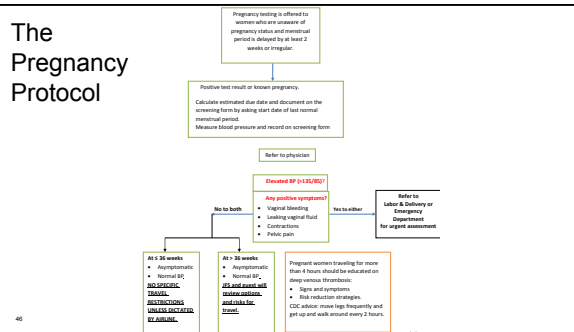 The
Pregnancy
Protocol
Pregnancy testing is offered to
women who are unaware of
pregnancy status and menstrual
period is delayed by at least 2
weeks or irregular.
Positive test result or known pregnancy.
Calculate estimated due date and document on the
screening form by asking start date of last normal
menstrual period.
Measure blood pressure and record on screening form
Refer to physician
Elevated BP (>135/85)?
Any positive symptoms?
• Vaginal bleeding
• Leaking vaginal fluid
• Contractions
• Pelvic pain
No to both
Yes to either
Refer to
Labor & Delivery or
Emergency
Department
for urgent assessment
At ≤ 36 weeks
• Asymptomatic
• Normal BP
NO SPECIFIC
TRAVEL
RESTRICTIONS
UNLESS DICTATED
BY AIRLINE.
At > 36 weeks
• Asymptomatic
• Normal BP
JFS and guest will
review options
and risks for
travel.
Pregnant women traveling for more
than 4 hours should be educated on
deep venous thrombosis:
• Signs and symptoms
• Risk reduction strategies.
CDC advice: move legs frequently and
get up and walk around every 2 hours.
46